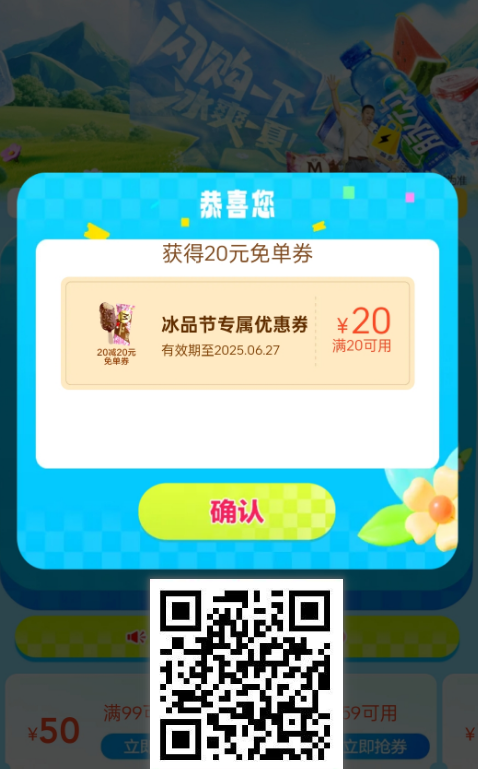 闪购一下
冰爽一夏
恭喜您
获得20元免单券
冰品节专属优惠券
有效期至2025.06.27
20减20元
免单券
¥20
满20可用
确认
¥50
满99可
59可用
立即
立即抢券
¥